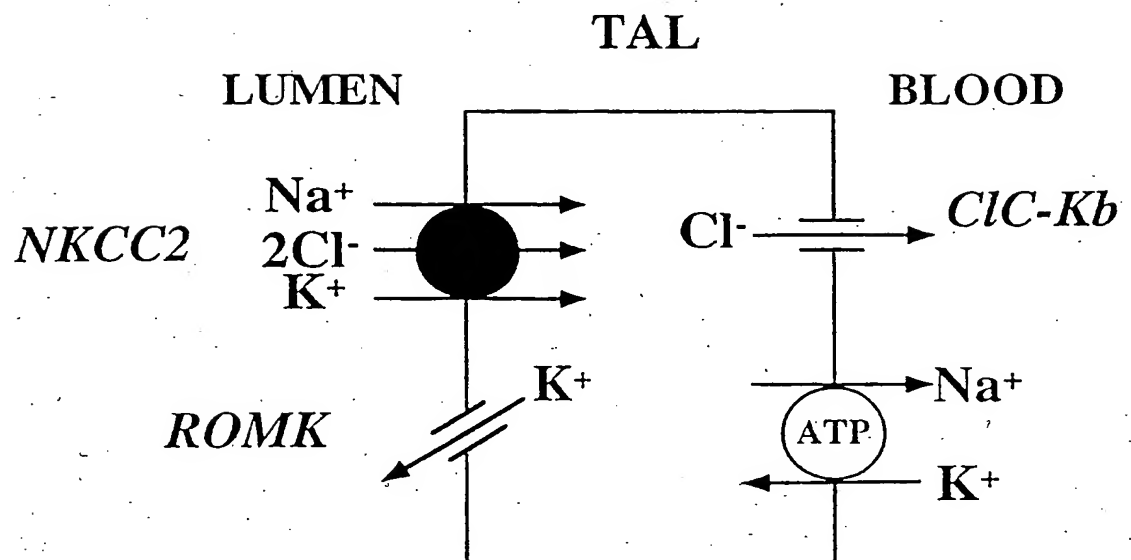 TAL
LUMEN
BLOOD
Na⁺
NKCC2
2Cl⁻
K⁺
Cl⁻
ClC-Kb
K⁺
ROMK
Na⁺
ATP
K⁺